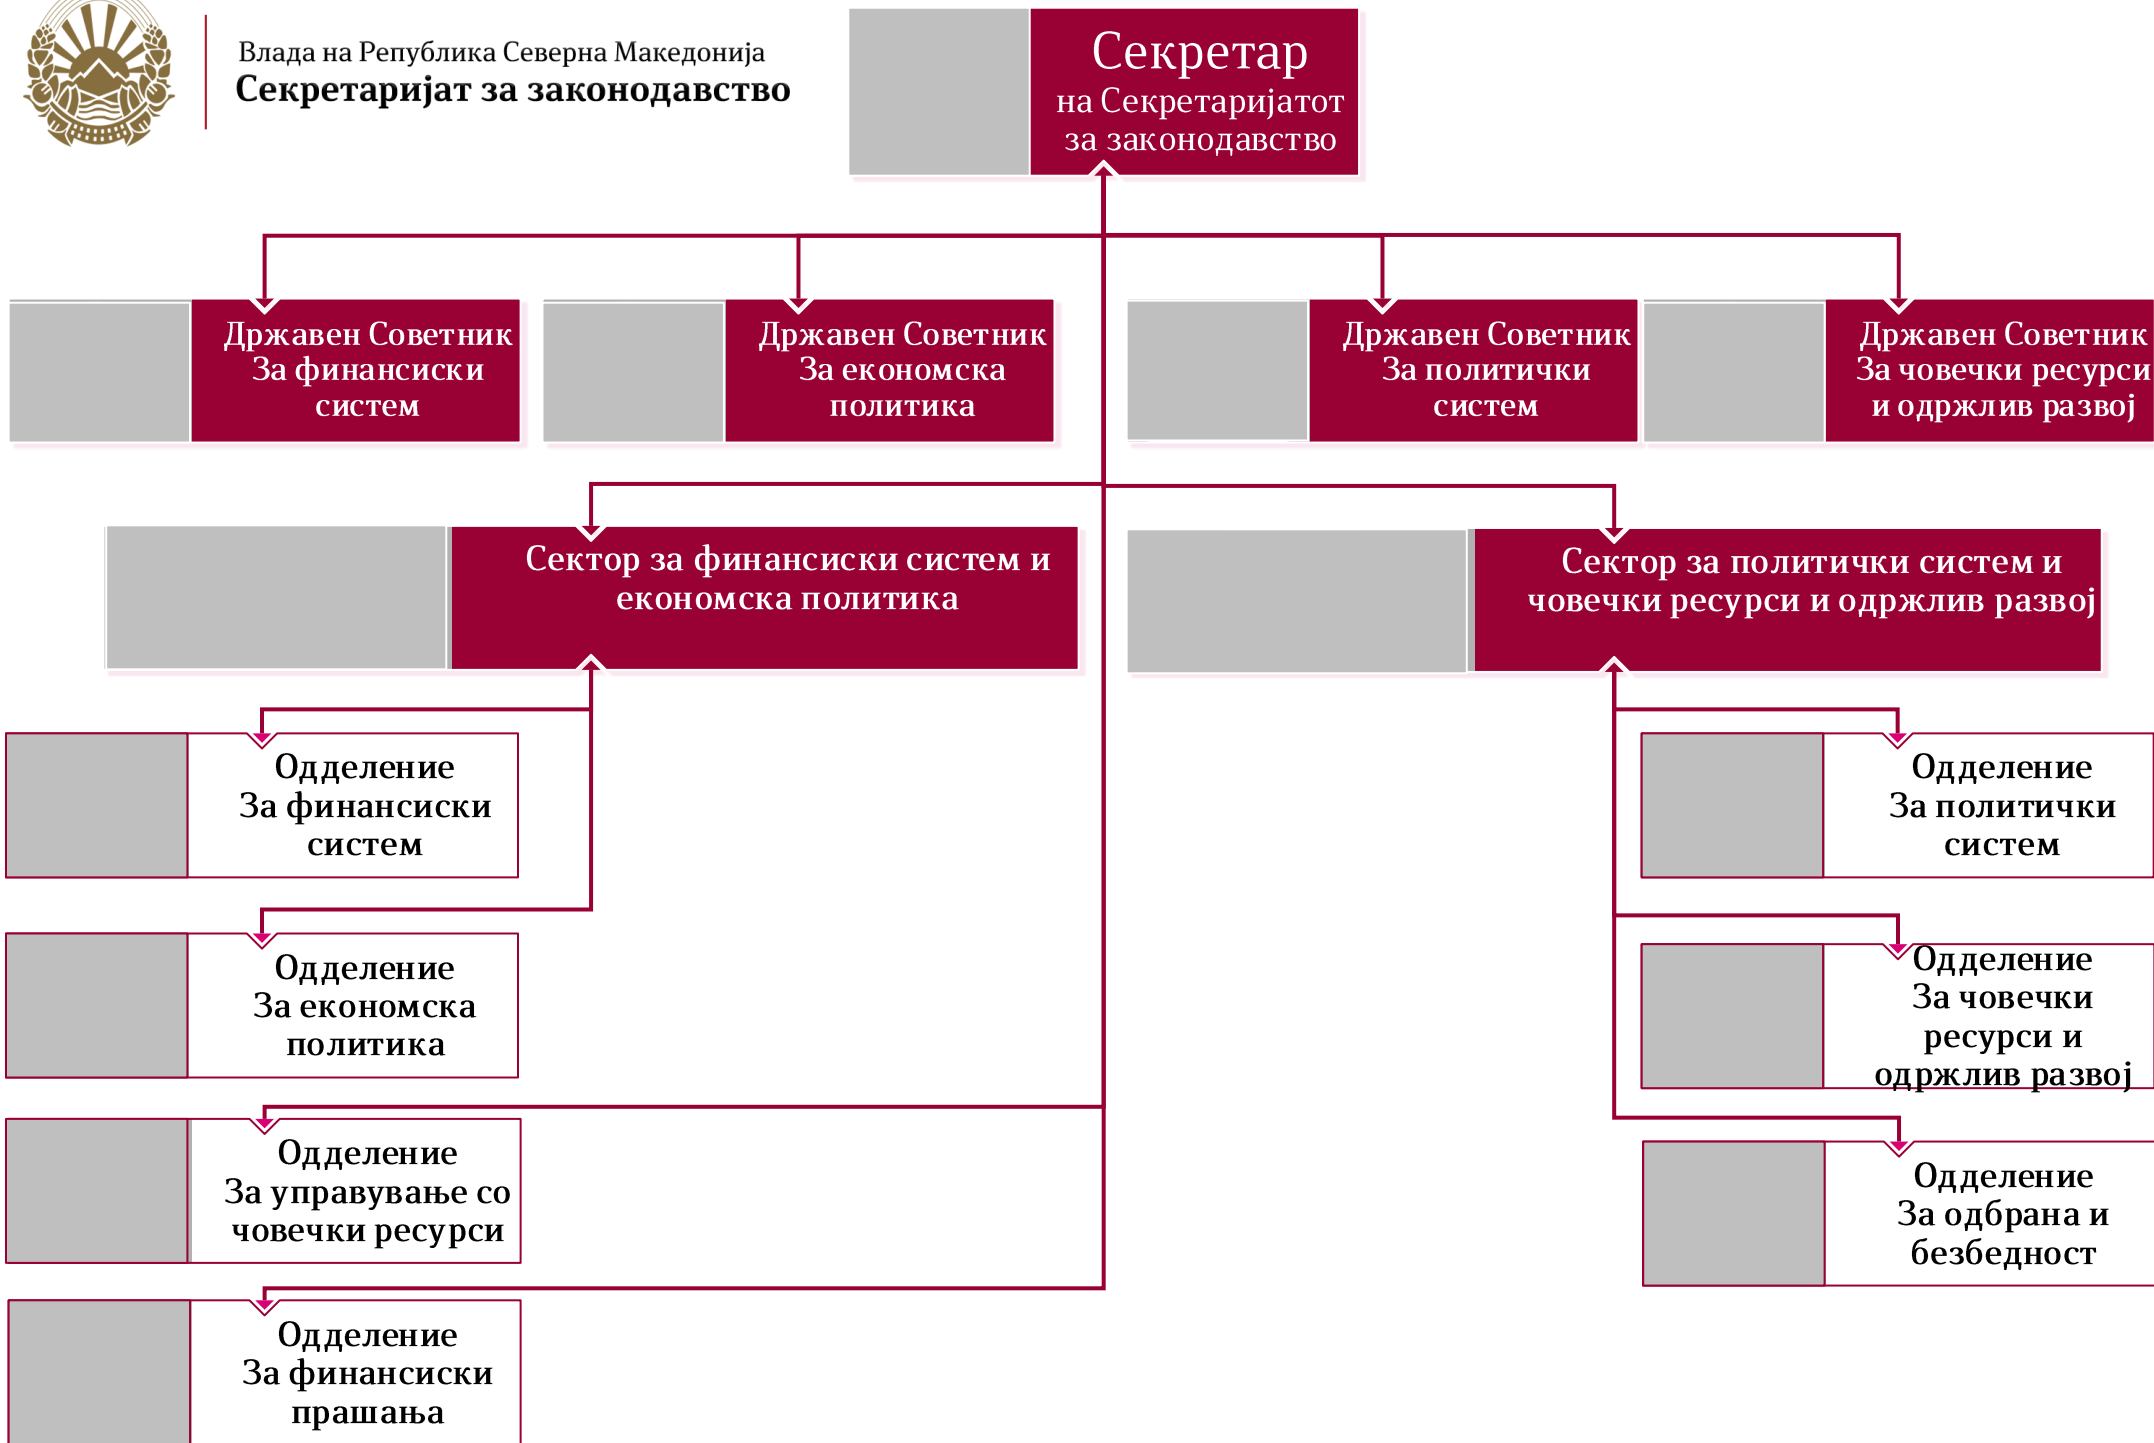 Влада на Република Северна Македонија
Секретаријат за законодавство
Секретар
на Секретаријатот
за законодавство
Државен Советник
За финансиски
систем
Државен Советник
За економска
политика
Државен Советник
За политички
систем
Државен Советник
За човечки ресурси
и одржлив развој
Сектор за финансиски систем и
економска политика
Сектор за политички систем и
човечки ресурси и одржлив развој
Одделение
За финансиски
систем
Одделение
За политички
систем
Одделение
За економска
политика
Одделение
За човечки
ресурси и
одржлив развој
Одделение
За управување со
човечки ресурси
Одделение
За одбрана и
безбедност
Одделение
За финансиски
прашања